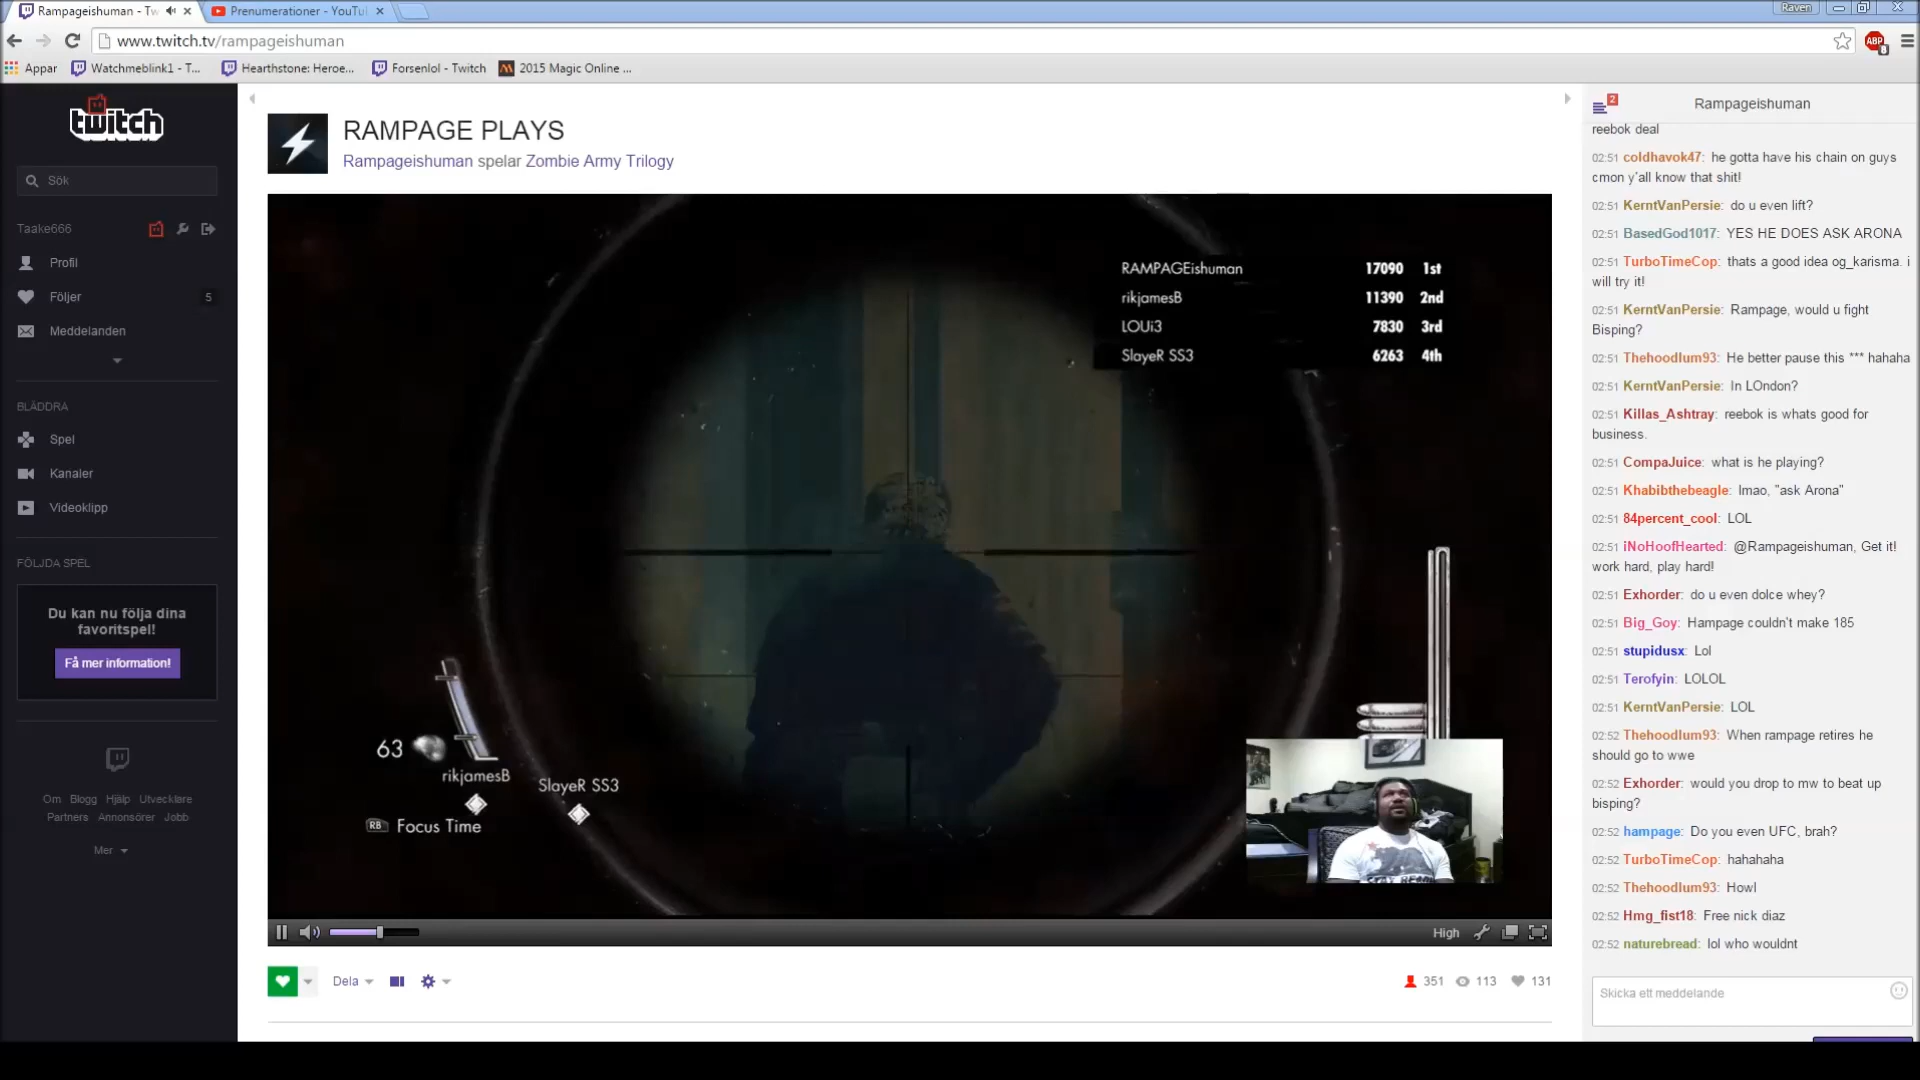 Rampageishuman - Tw
Prenumerationer - YouTu
Raven
www.twitch.tv/rampageishuman
ABP
Appar
Watchmeblink1 - T...
Hearthstone: Heroe...
Forsenlol - Twitch
2015 Magic Online ...
twitch
Sök
Taake666
Profil
Följer 5
Meddelanden
BLÄDDRA
Spel
Kanaler
Videoklipp
FÖLJDA SPEL
Du kan nu följa dina
favoritspel!
Få mer information!
Om Blogg Hjälp Utvecklare
Partners Annonsörer Jobb
Mer
RAMPAGE PLAYS
Rampageishuman spelar Zombie Army Trilogy
RAMPAGEishuman 17090 1st
rikjamesB 11390 2nd
LOUi3 7830 3rd
SlayeR SS3 6263 4th
63
rikjamesB
SlayeR SS3
RB Focus Time
High
Dela
351 113 131
2
Rampageishuman
reebok deal
02:51 coldhavok47: he gotta have his chain on guys
cmon y'all know that shit!
02:51 KerntVanPersie: do u even lift?
02:51 BasedGod1017: YES HE DOES ASK ARONA
02:51 TurboTimeCop: thats a good idea og_karisma. i
will try it!
02:51 KerntVanPersie: Rampage, would u fight
Bisping?
02:51 Thehoodlum93: He better pause this *** hahaha
02:51 KerntVanPersie: In LOndon?
02:51 Killas_Ashtray: reebok is whats good for
business.
02:51 CompaJuice: what is he playing?
02:51 Khabibthebeagle: lmao, "ask Arona"
02:51 84percent_cool: LOL
02:51 iNoHoofHearted: @Rampageishuman, Get it!
work hard, play hard!
02:51 Exhorder: do u even dolce whey?
02:51 Big_Goy: Hampage couldn't make 185
02:51 stupidusx: Lol
02:51 Terofyin: LOLOL
02:51 KerntVanPersie: LOL
02:52 Thehoodlum93: When rampage retires he
should go to wwe
02:52 Exhorder: would you drop to mw to beat up
bisping?
02:52 hampage: Do you even UFC, brah?
02:52 TurboTimeCop: hahahaha
02:52 Thehoodlum93: Howl
02:52 Hmg_fist18: Free nick diaz
02:52 naturebread: lol who wouldnt
Skicka ett meddelande